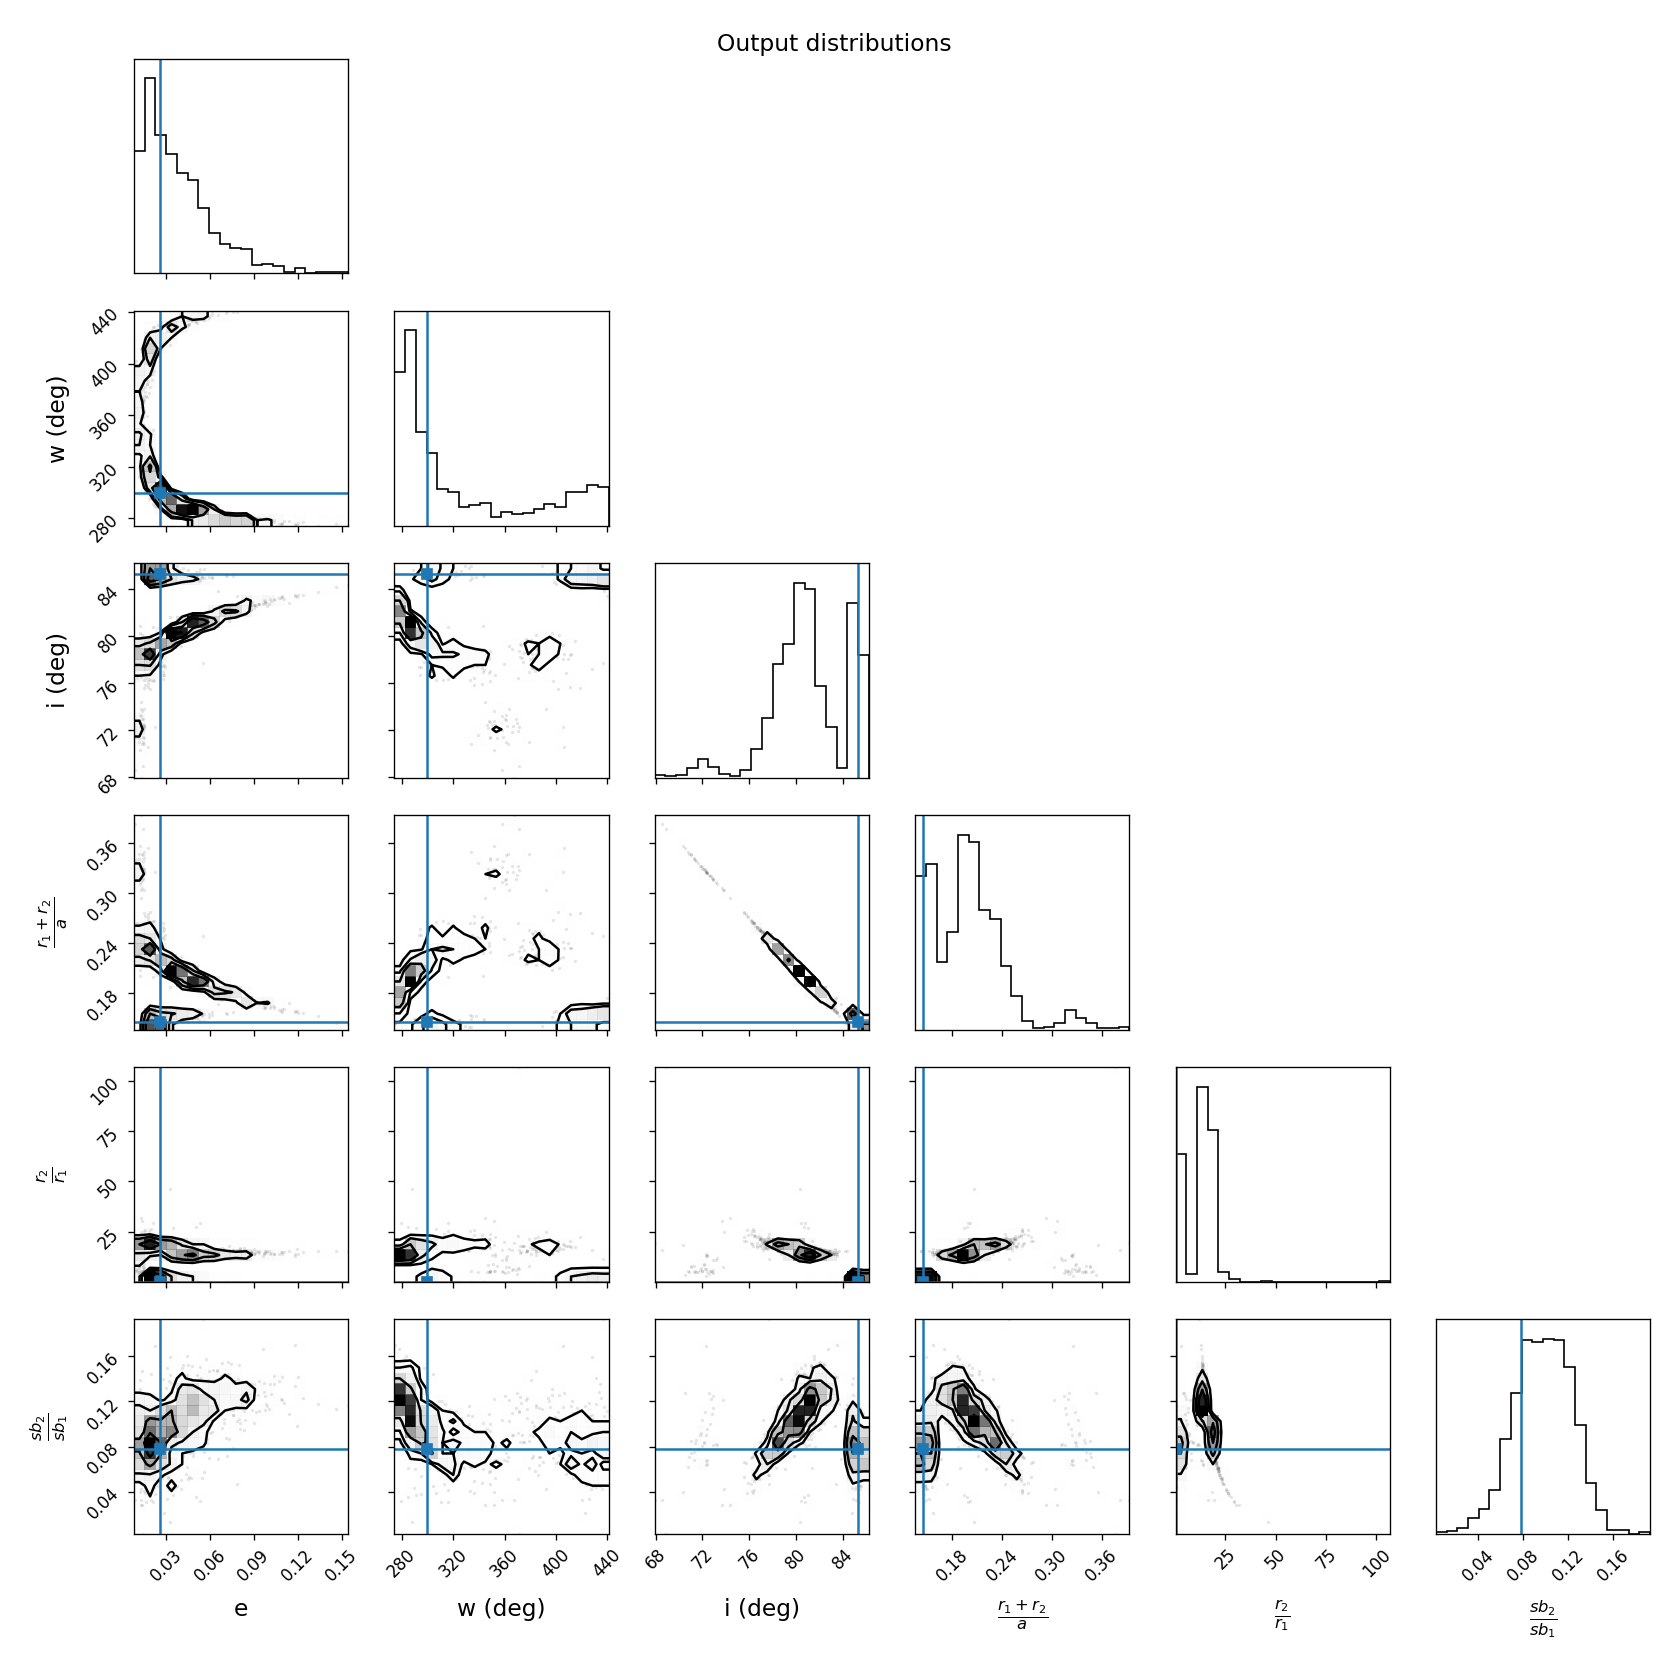 Output distributions
440
400
360
320
280
w (deg)
84
80
76
72
68
i (deg)
0.36
0.30
0.24
0.18
r₁ + r₂
a
100
75
50
25
r₂
r₁
0.16
0.12
0.08
0.04
sb₂
sb₁
0.03 0.06 0.09 0.12 0.15
280 320 360 400 440
68 72 76 80 84
0.18 0.24 0.30 0.36
25 50 75 100
0.04 0.08 0.12 0.16
e
w (deg)
i (deg)
r₁ + r₂
a
r₂
r₁
sb₂
sb₁